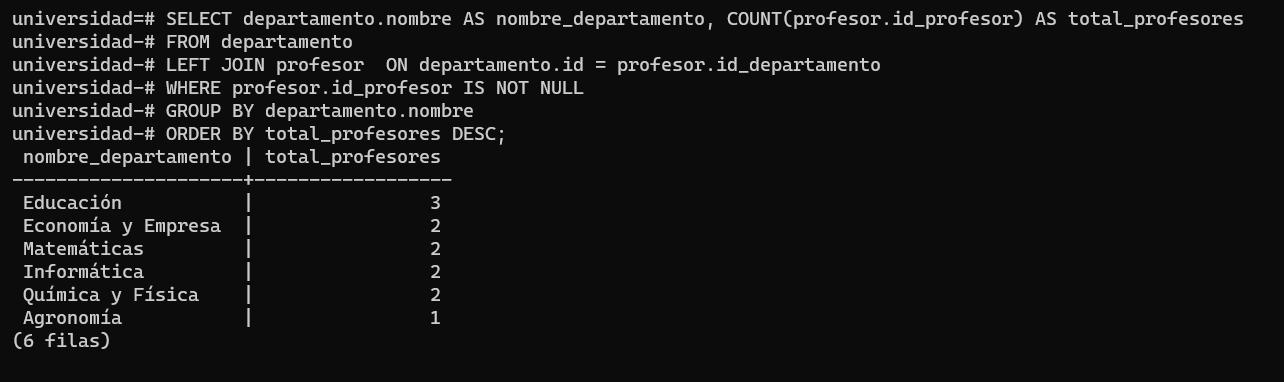 universidad=# SELECT departamento.nombre AS nombre_departamento, COUNT(profesor.id_profesor) AS total_profesores
universidad-# FROM departamento
universidad-# LEFT JOIN profesor  ON departamento.id = profesor.id_departamento
universidad-# WHERE profesor.id_profesor IS NOT NULL
universidad-# GROUP BY departamento.nombre
universidad-# ORDER BY total_profesores DESC;
 nombre_departamento | total_profesores
---------------------+------------------
 Educación           |                3
 Economía y Empresa  |                2
 Matemáticas         |                2
 Informática         |                2
 Química y Física    |                2
 Agronomía           |                1
(6 filas)